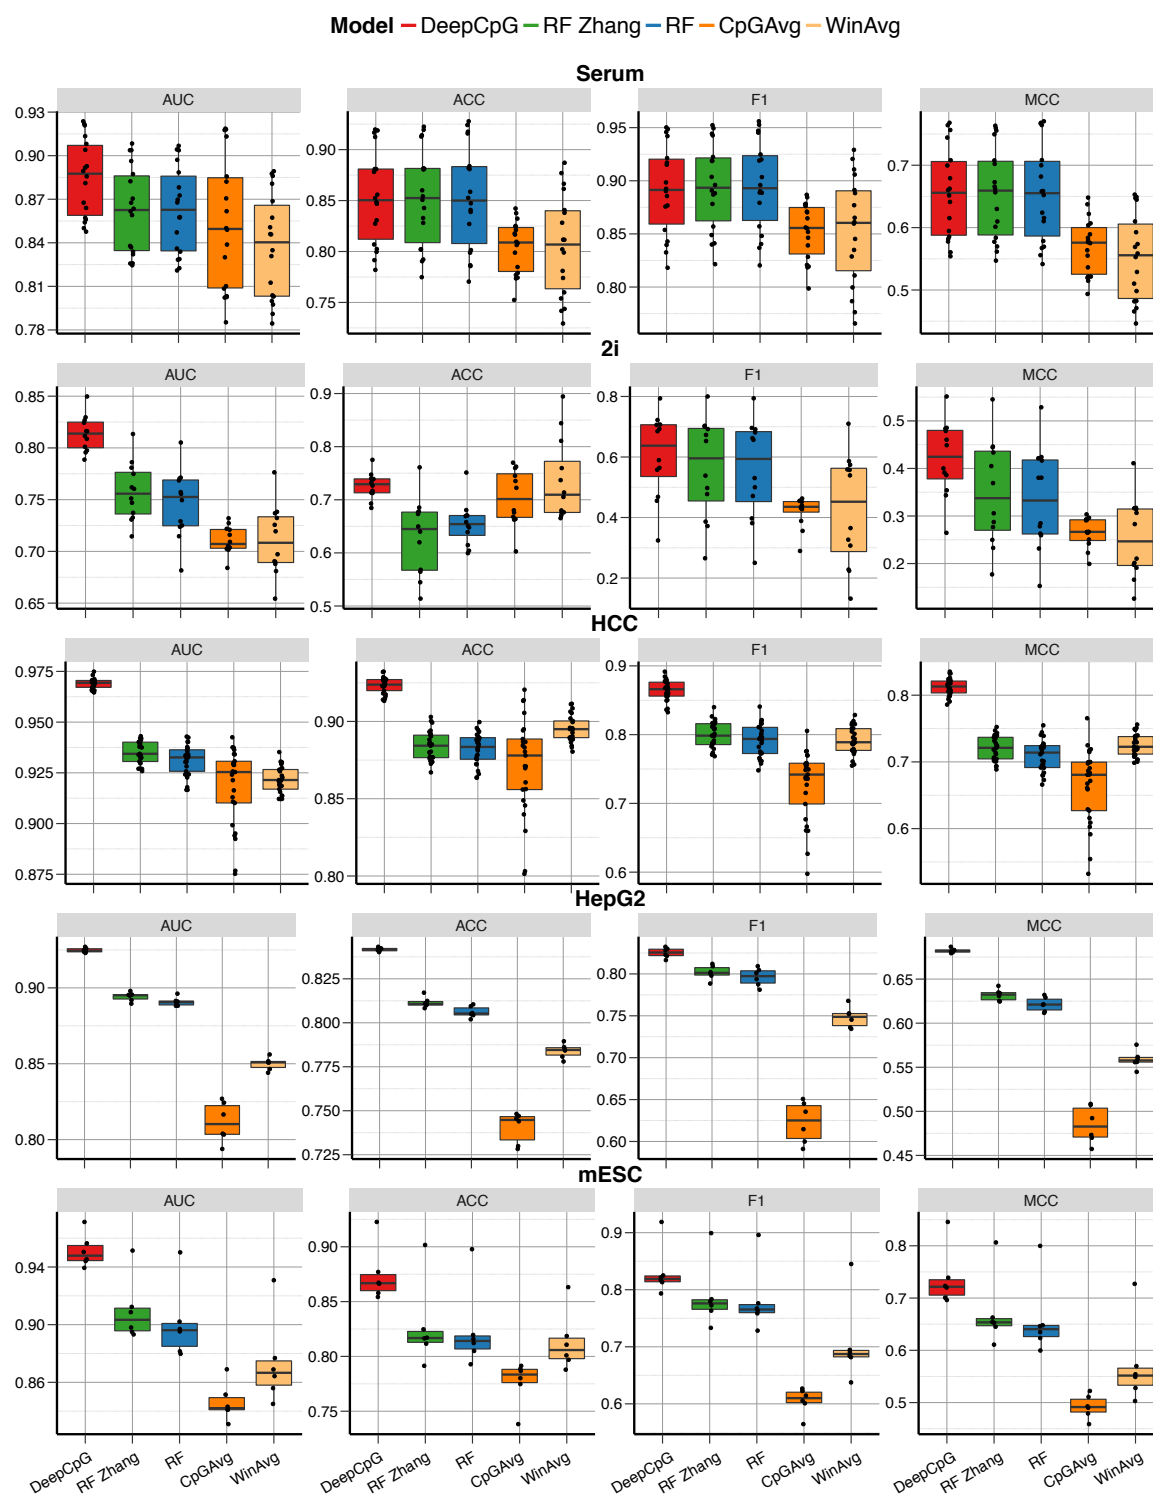 Model DeepCpG RF Zhang RF CpGAvg WinAvg
Serum
AUC ACC F1 MCC
0.93 0.90 0.87 0.84 0.81 0.78
0.90 0.85 0.80 0.75
0.95 0.90 0.85 0.80
0.7 0.6 0.5
2i
AUC ACC F1 MCC
0.85 0.80 0.75 0.70 0.65
0.9 0.8 0.7 0.6 0.5
0.8 0.6 0.4 0.2
0.5 0.4 0.3 0.2
HCC
AUC ACC F1 MCC
0.975 0.950 0.925 0.900 0.875
0.90 0.85 0.80
0.9 0.8 0.7 0.6
0.8 0.7 0.6
HepG2
AUC ACC F1 MCC
0.90 0.85 0.80
0.825 0.800 0.775 0.750 0.725
0.80 0.75 0.70 0.65 0.60
0.65 0.60 0.55 0.50 0.45
mESC
AUC ACC F1 MCC
0.94 0.90 0.86
0.90 0.85 0.80 0.75
0.9 0.8 0.7 0.6
0.8 0.7 0.6 0.5
DeepCpG RF Zhang RF CpGAvg WinAvg DeepCpG RF Zhang RF CpGAvg WinAvg DeepCpG RF Zhang RF CpGAvg WinAvg DeepCpG RF Zhang RF CpGAvg WinAvg